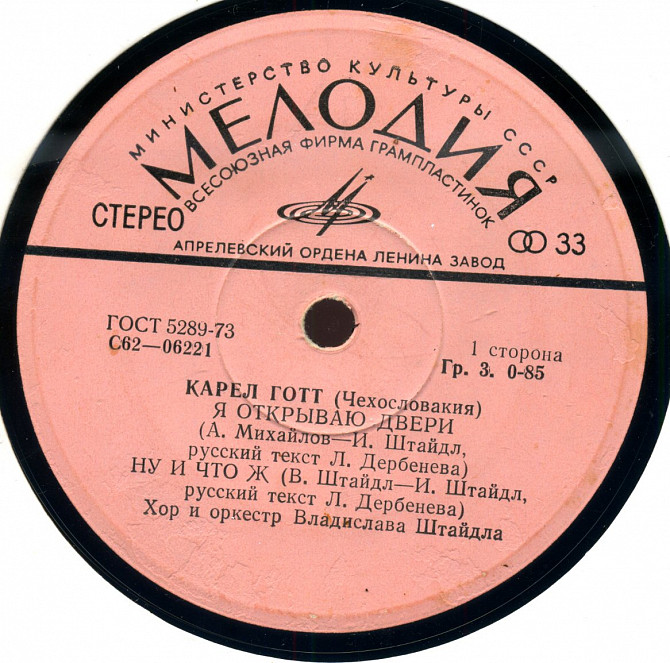 МИНИСТЕРСТВО КУЛЬТУРЫ СССР
МЕЛОДИЯ
ВСЕСОЮЗНАЯ ФИРМА ГРАМПЛАСТИНОК
СТЕРЕО
33
АПРЕЛЕВСКИЙ ОРДЕНА ЛЕНИНА ЗАВОД
ГОСТ 5289-73
С62—06221
1 сторона
Гр. 3. 0-85
КАРЕЛ ГОТТ (Чехословакия)
Я ОТКРЫВАЮ ДВЕРИ
(А. Михайлов—И. Штайдл,
русский текст Л. Дербенева)
НУ И ЧТО Ж (В. Штайдл—И. Штайдл,
русский текст Л. Дербенева)
Хор и оркестр Владислава Штайдла